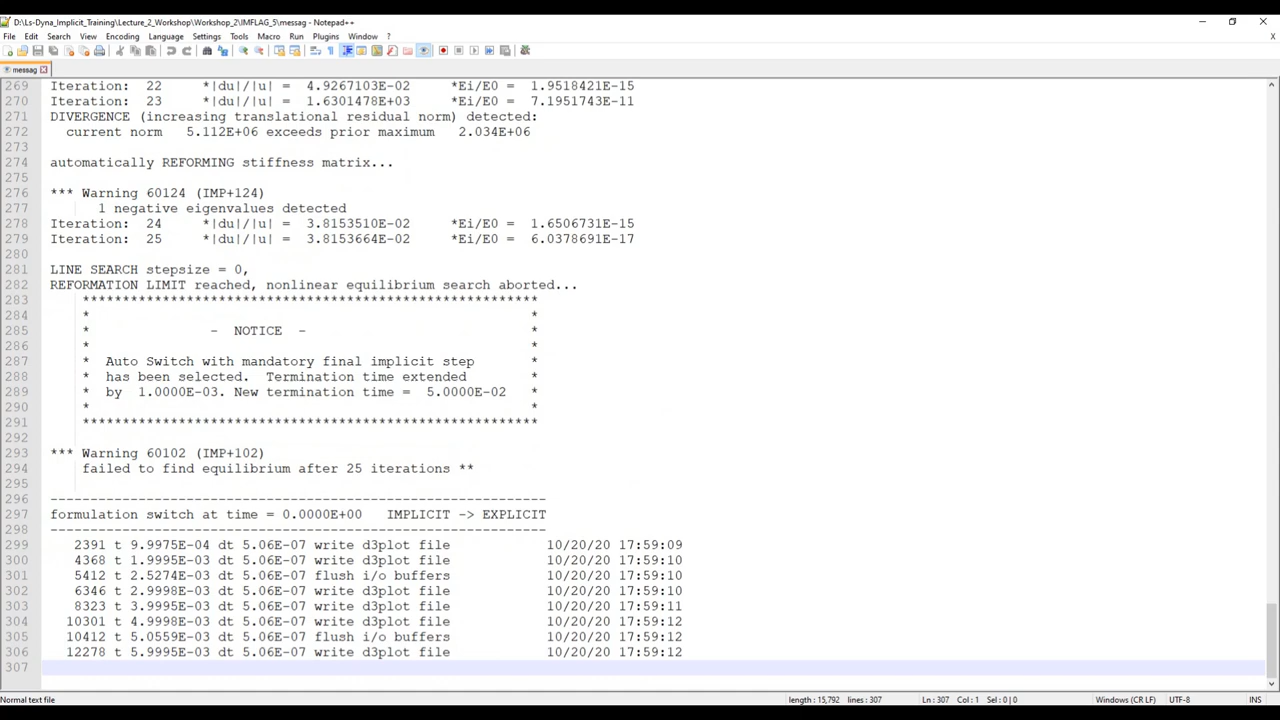 D:\Ls-Dyna_Implicit_Training\Lecture_2_Workshop\Workshop_2\IMFLAG_5\messag - Notepad++
File Edit Search View Encoding Language Settings Tools Macro Run Plugins Window ? X
messag
269 Iteration: 22 *|du|/|u| = 4.9267103E-02 *Ei/E0 = 1.9518421E-15
270 Iteration: 23 *|du|/|u| = 1.6301478E+03 *Ei/E0 = 7.1951743E-11
271 DIVERGENCE (increasing translational residual norm) detected:
272 current norm 5.112E+06 exceeds prior maximum 2.034E+06
273
274 automatically REFORMING stiffness matrix...
275
276 *** Warning 60124 (IMP+124)
277 1 negative eigenvalues detected
278 Iteration: 24 *|du|/|u| = 3.8153510E-02 *Ei/E0 = 1.6506731E-15
279 Iteration: 25 *|du|/|u| = 3.8153664E-02 *Ei/E0 = 6.0378691E-17
280
281 LINE SEARCH stepsize = 0,
282 REFORMATION LIMIT reached, nonlinear equilibrium search aborted...
283 *********************************************************
284 * *
285 * - NOTICE - *
286 * *
287 * Auto Switch with mandatory final implicit step *
288 * has been selected. Termination time extended *
289 * by 1.0000E-03. New termination time = 5.0000E-02 *
290 * *
291 *********************************************************
292
293 *** Warning 60102 (IMP+102)
294 failed to find equilibrium after 25 iterations **
295
296 --------------------------------------------------------------
297 formulation switch at time = 0.0000E+00 IMPLICIT -> EXPLICIT
298 --------------------------------------------------------------
299 2391 t 9.9975E-04 dt 5.06E-07 write d3plot file 10/20/20 17:59:09
300 4368 t 1.9995E-03 dt 5.06E-07 write d3plot file 10/20/20 17:59:10
301 5412 t 2.5274E-03 dt 5.06E-07 flush i/o buffers 10/20/20 17:59:10
302 6346 t 2.9998E-03 dt 5.06E-07 write d3plot file 10/20/20 17:59:10
303 8323 t 3.9995E-03 dt 5.06E-07 write d3plot file 10/20/20 17:59:11
304 10301 t 4.9998E-03 dt 5.06E-07 write d3plot file 10/20/20 17:59:12
305 10412 t 5.0559E-03 dt 5.06E-07 flush i/o buffers 10/20/20 17:59:12
306 12278 t 5.9995E-03 dt 5.06E-07 write d3plot file 10/20/20 17:59:12
307
Normal text file length : 15,792 lines : 307 Ln : 307 Col : 1 Sel : 0 | 0 Windows (CR LF) UTF-8 INS